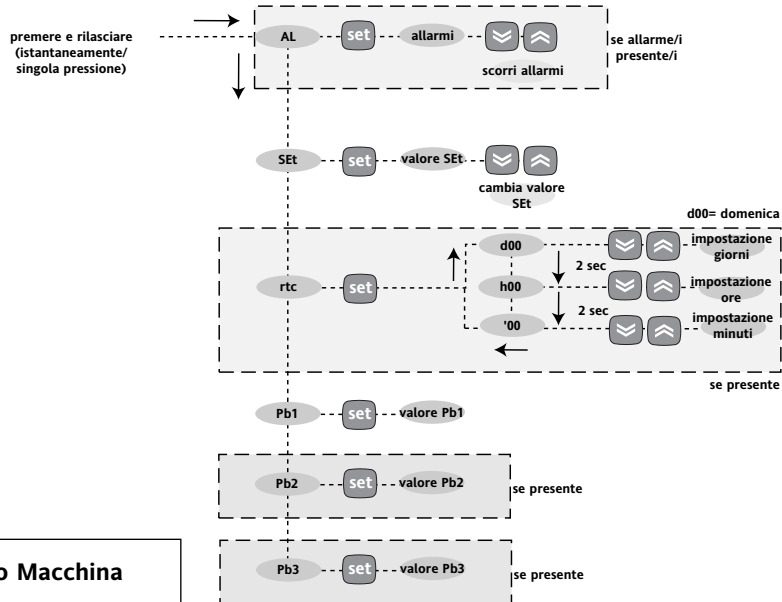 premere e rilasciare
(istantaneamente/
singola pressione)
AL set allarmi
scorri allarmi
se allarme/i
presente/i
SEt set valore SEt
cambia valore
SEt
d00= domenica
rtc set
d00
impostazione
giorni
2 sec
h00
impostazione
ore
2 sec
'00
impostazione
minuti
se presente
Pb1 set valore Pb1
Pb2 set valore Pb2
se presente
Pb3 set valore Pb3
se presente
o Macchina